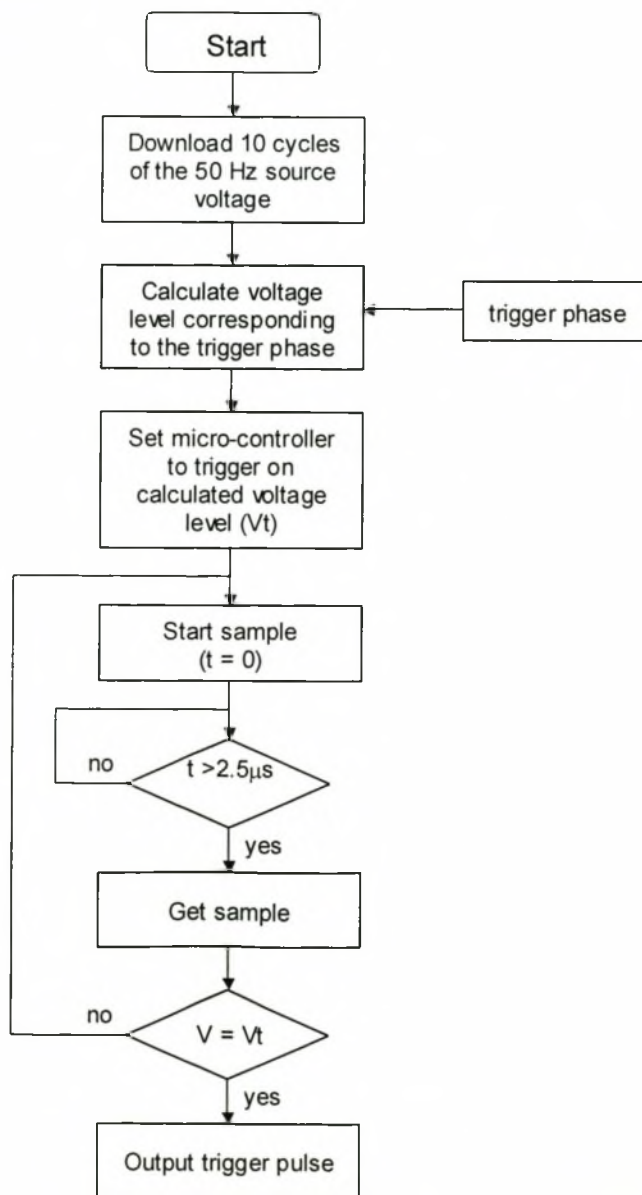 Start
Download 10 cycles
of the 50 Hz source
voltage
Calculate voltage
level corresponding
to the trigger phase
trigger phase
Set micro-controller
to trigger on
calculated voltage
level (Vt)
Start sample
(t = 0)
t >2.5µs
no
yes
Get sample
no
V = Vt
yes
Output trigger pulse